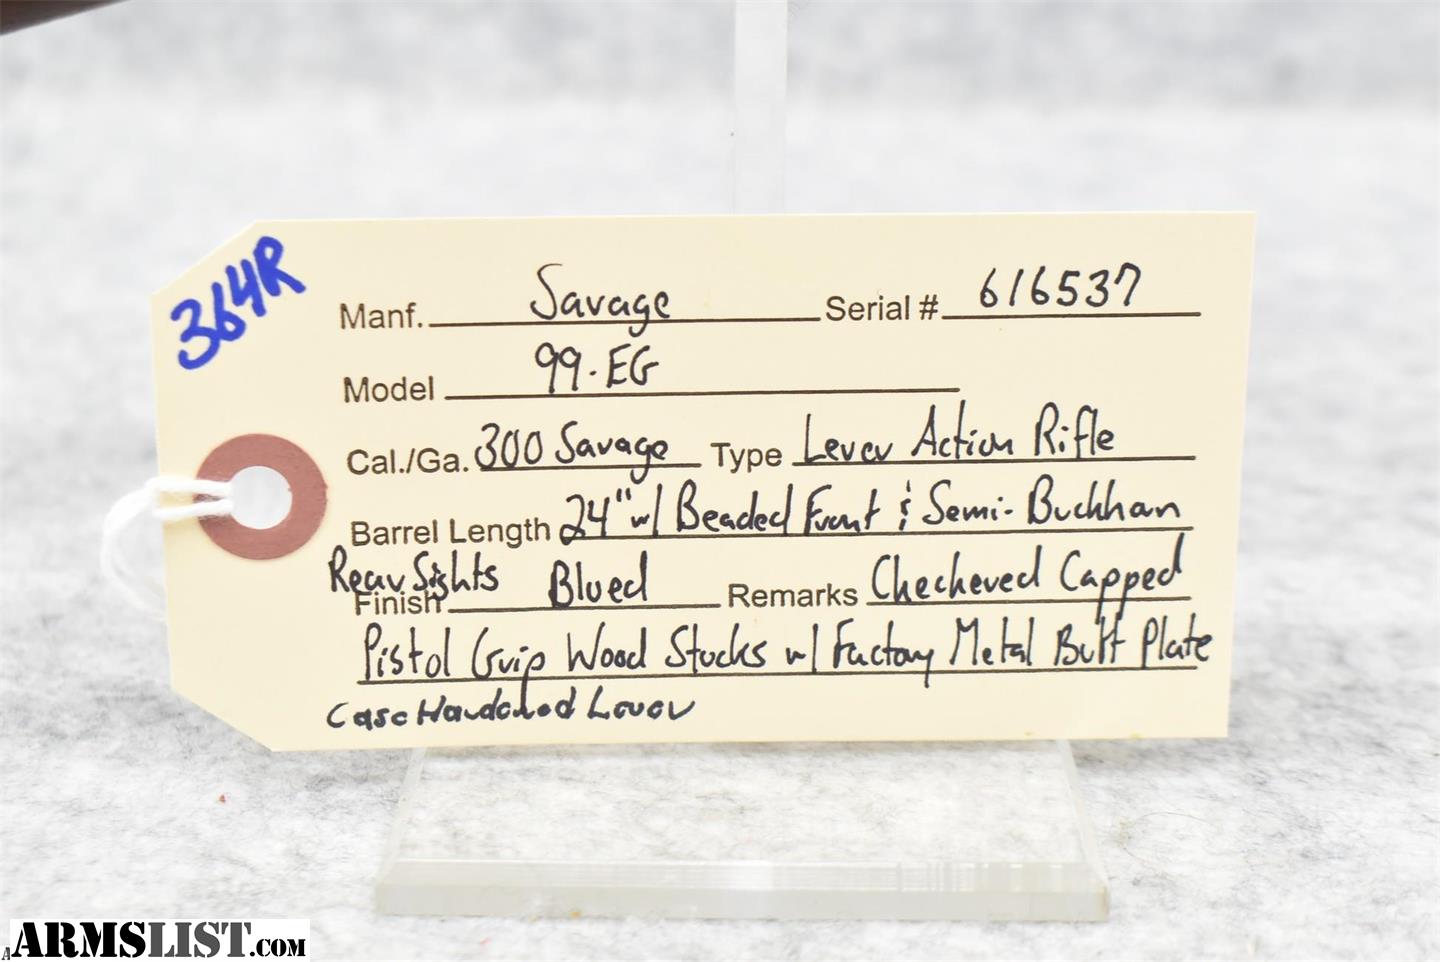 364R
Manf. Savage Serial # 616537
Model 99-EG
Cal./Ga. 300 Savage Type Lever Action Rifle
Barrel Length 24" w/ Beaded Front & Semi-Buckhorn
Rear Sights
Finish Blued Remarks Checkered Capped
Pistol Grip Wood Stocks w/ Factory Metal Butt Plate
Case Hardened Lever
ARMSLIST.COM